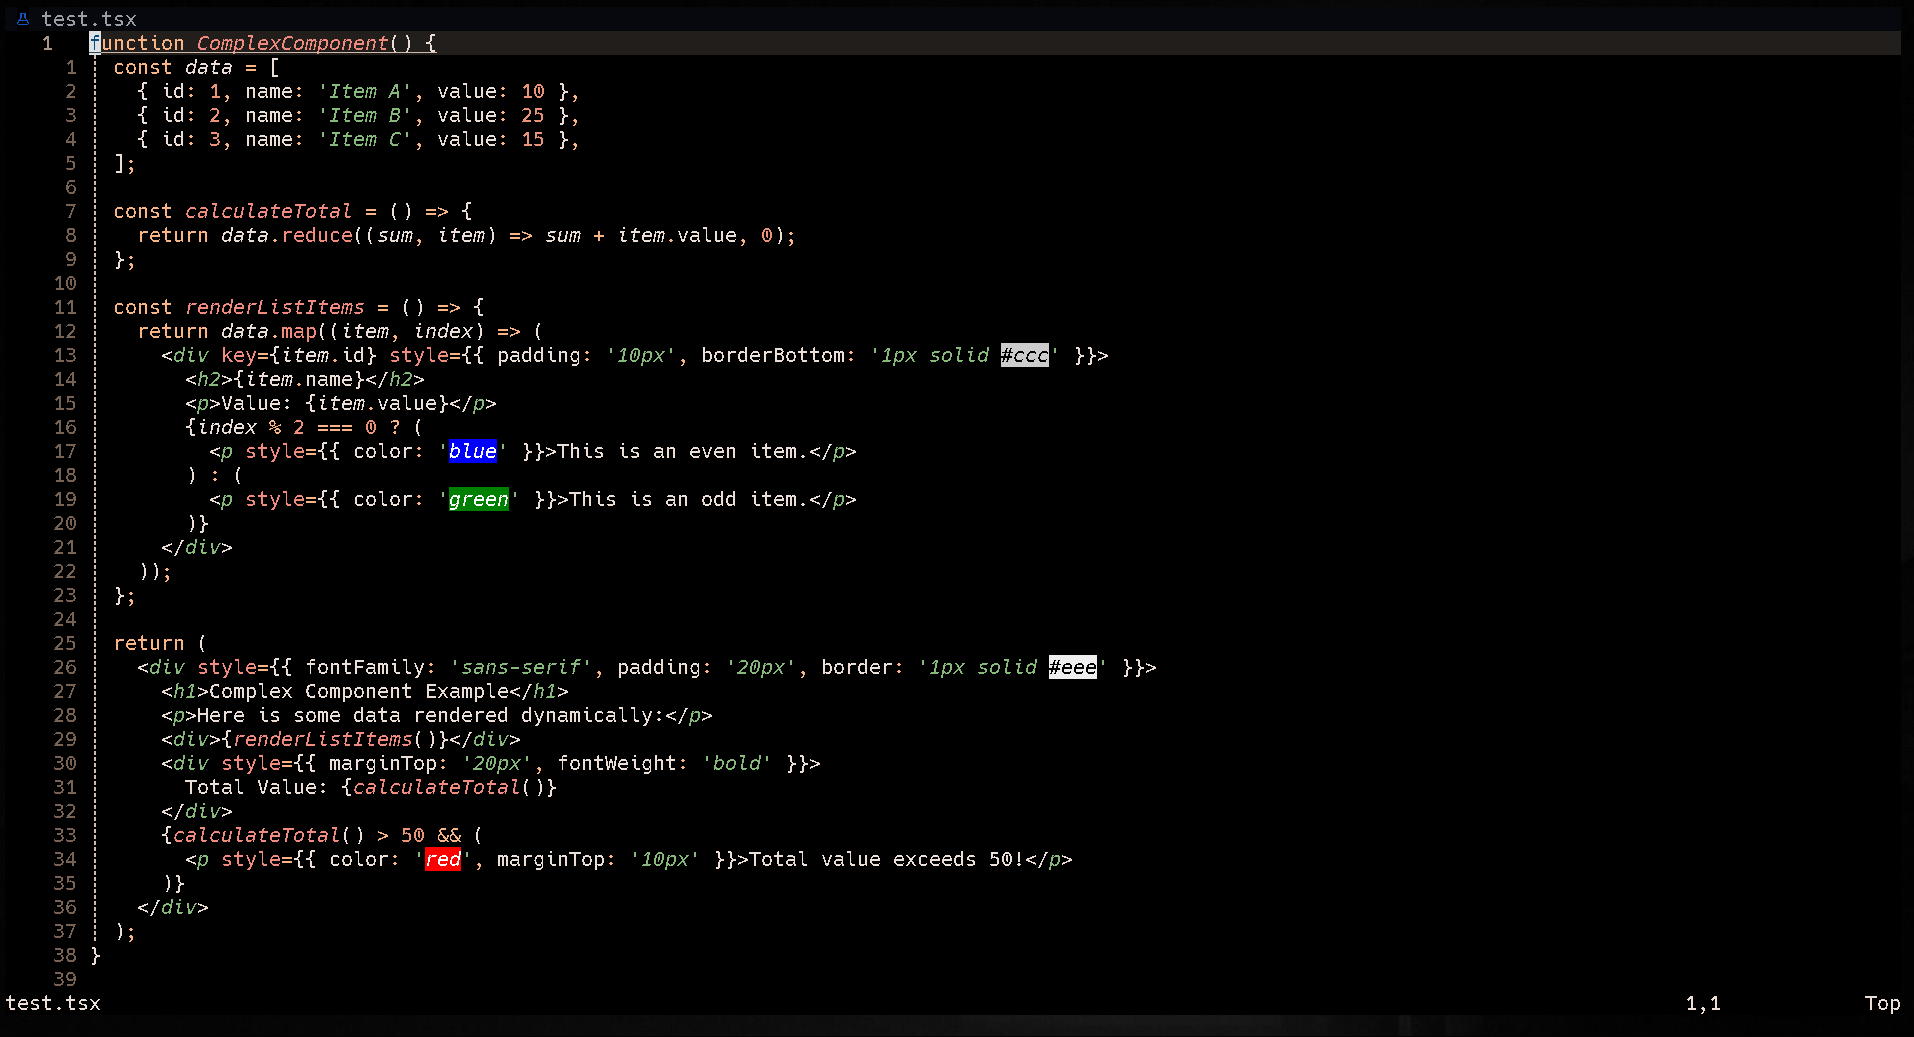 test.tsx
1 function ComplexComponent() {
1 const data = [
2 { id: 1, name: 'Item A', value: 10 },
3 { id: 2, name: 'Item B', value: 25 },
4 { id: 3, name: 'Item C', value: 15 },
5 ];
6
7 const calculateTotal = () => {
8 return data.reduce((sum, item) => sum + item.value, 0);
9 };
10
11 const renderListItems = () => {
12 return data.map((item, index) => (
13 <div key={item.id} style={{ padding: '10px', borderBottom: '1px solid #ccc' }}>
14 <h2>{item.name}</h2>
15 <p>Value: {item.value}</p>
16 {index % 2 === 0 ? (
17 <p style={{ color: 'blue' }}>This is an even item.</p>
18 ) : (
19 <p style={{ color: 'green' }}>This is an odd item.</p>
20 )}
21 </div>
22 ));
23 };
24
25 return (
26 <div style={{ fontFamily: 'sans-serif', padding: '20px', border: '1px solid #eee' }}>
27 <h1>Complex Component Example</h1>
28 <p>Here is some data rendered dynamically:</p>
29 <div>{renderListItems()}</div>
30 <div style={{ marginTop: '20px', fontWeight: 'bold' }}>
31 Total Value: {calculateTotal()}
32 </div>
33 {calculateTotal() > 50 && (
34 <p style={{ color: 'red', marginTop: '10px' }}>Total value exceeds 50!</p>
35 )}
36 </div>
37 );
38 }
39
test.tsx 1,1 Top